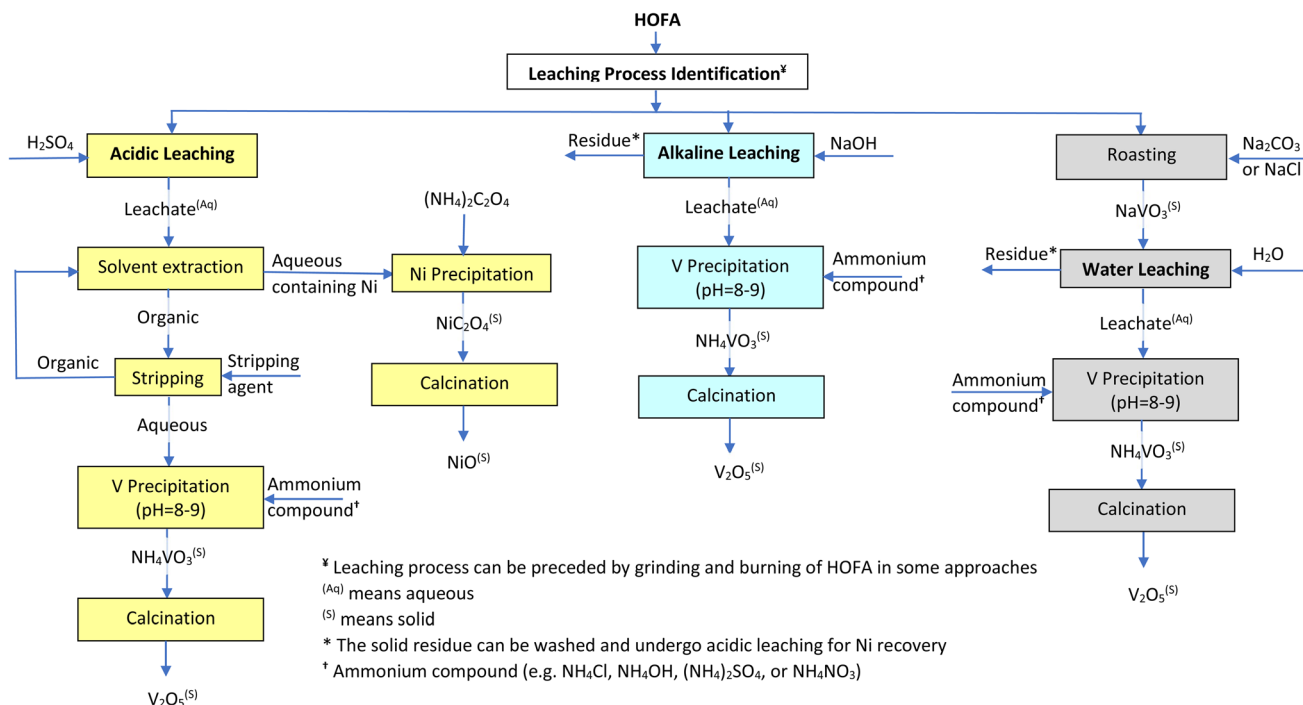 HOFA
Leaching Process Identification¥
H₂SO₄
Acidic Leaching
Residue*
Alkaline Leaching
NaOH
Roasting
Na₂CO₃
or NaCl
Leachate⁽ᴬq⁾
(NH₄)₂C₂O₄
Leachate⁽ᴬq⁾
NaVO₃⁽ˢ⁾
Solvent extraction
Aqueous
containing Ni
Ni Precipitation
V Precipitation
(pH=8-9)
Ammonium
compound†
Residue*
Water Leaching
H₂O
Organic
NiC₂O₄⁽ˢ⁾
NH₄VO₃⁽ˢ⁾
Leachate⁽ᴬq⁾
Organic
Stripping
Stripping
agent
Calcination
Calcination
Ammonium
compound†
V Precipitation
(pH=8-9)
Aqueous
NiO⁽ˢ⁾
V₂O₅⁽ˢ⁾
NH₄VO₃⁽ˢ⁾
V Precipitation
(pH=8-9)
Ammonium
compound†
Calcination
NH₄VO₃⁽ˢ⁾
V₂O₅⁽ˢ⁾
Calcination
V₂O₅⁽ˢ⁾
¥ Leaching process can be preceded by grinding and burning of HOFA in some approaches
⁽ᴬq⁾ means aqueous
⁽ˢ⁾ means solid
* The solid residue can be washed and undergo acidic leaching for Ni recovery
† Ammonium compound (e.g. NH₄Cl, NH₄OH, (NH₄)₂SO₄, or NH₄NO₃)